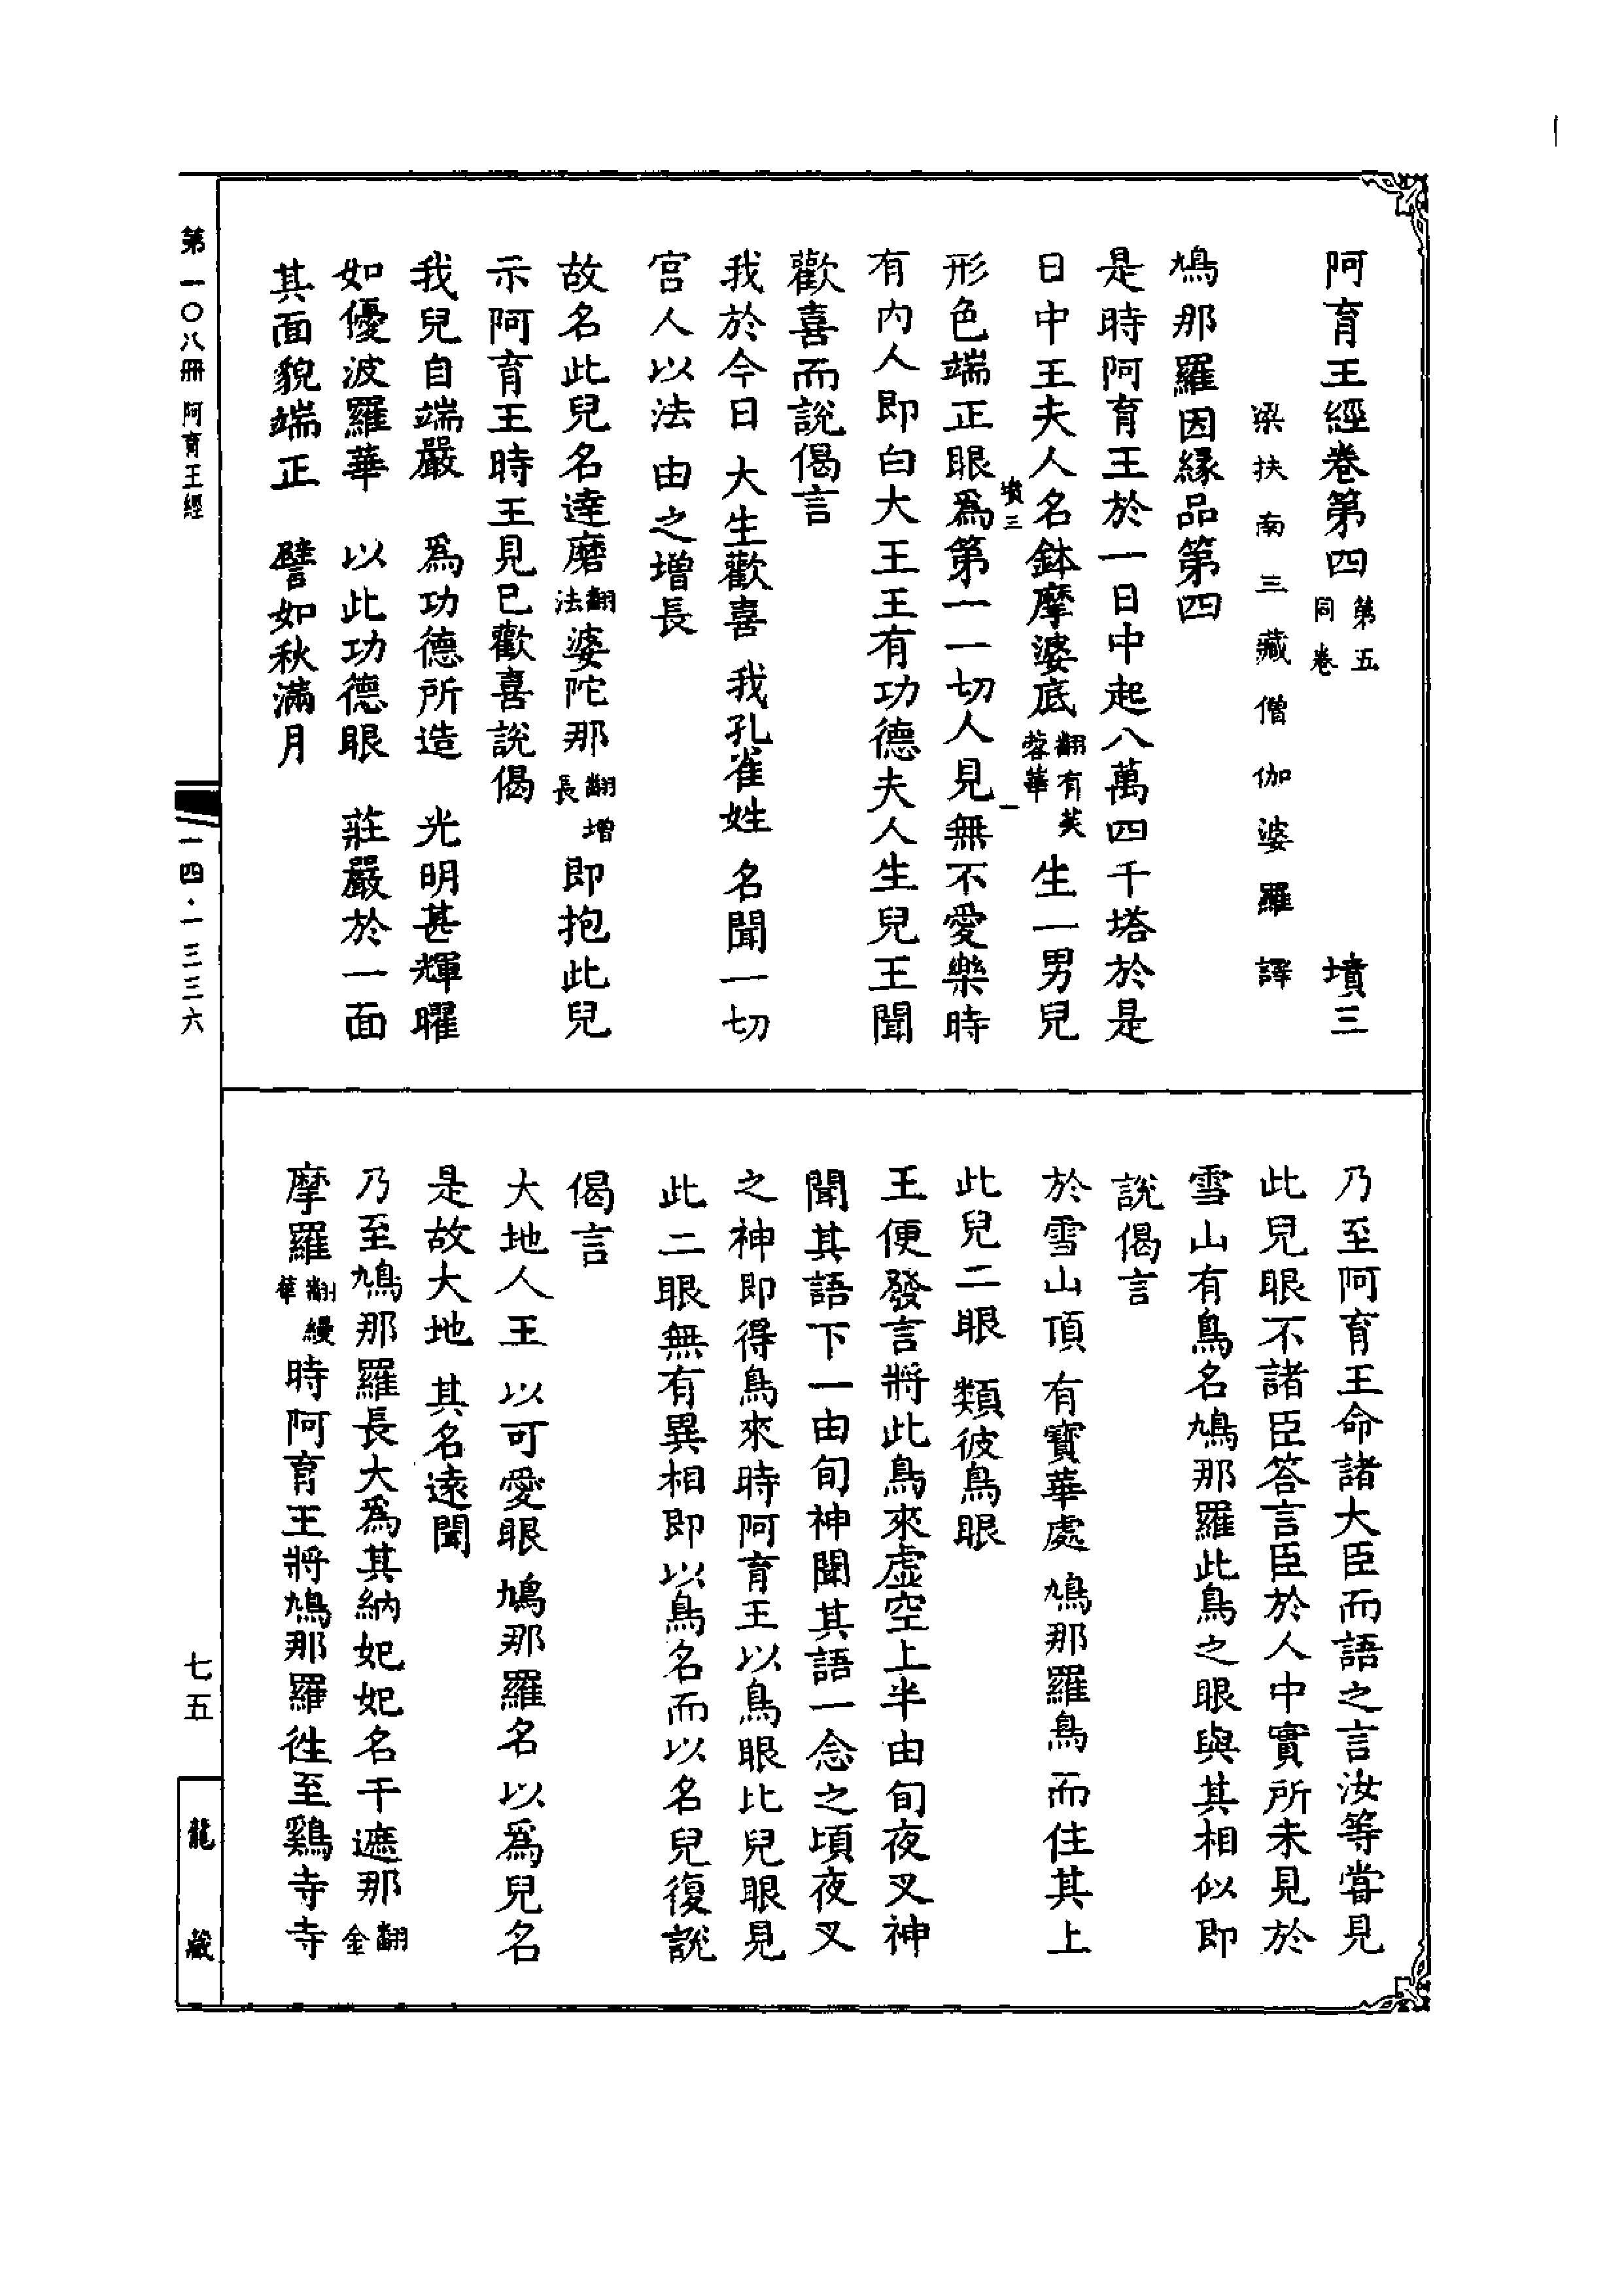 阿育王經卷第四 第五同卷 墳三
梁扶南三藏僧伽婆羅譯
鳩那羅因緣品第四
是時阿育王於一日中起八萬四千塔於是
日中王夫人名鉢摩婆底 翻有芙蓉華 生一男兒
墳三 一
形色端正眼爲第一一切人見無不愛樂時
有內人即白大王王有功德夫人生兒王聞
歡喜而說偈言
我於今日 大生歡喜 我孔雀姓 名聞一切
宮人以法 由之增長
故名此兒名達磨 翻法 婆陀那 翻增長 即抱此兒
示阿育王時王見已歡喜說偈
我兒自端嚴 爲功德所造 光明甚輝曜
如優波羅華 以此功德眼 莊嚴於一面
其面貌端正 譬如秋滿月
乃至阿育王命諸大臣而語之言汝等甞見
此兒眼不諸臣答言臣於人中實所未見於
雪山有鳥名鳩那羅此鳥之眼與其相似即
說偈言
於雪山頂 有寶華處 鳩那羅鳥 而住其上
此兒二眼 類彼鳥眼
王便發言將此鳥來虛空上半由旬夜叉神
聞其語下一由旬神聞其語一念之頃夜叉
之神即得鳥來時阿育王以鳥眼比兒眼見
此二眼無有異相即以鳥名而以名兒復說
偈言
大地人王 以可愛眼 鳩那羅名 以爲兒名
是故大地 其名遠聞
乃至鳩那羅長大爲其納妃妃名干遮那 翻金
摩羅 翻縵華 時阿育王將鳩那羅徃至鷄寺寺
第一〇八冊 阿育王經
一四·一三三六
七五
龍藏